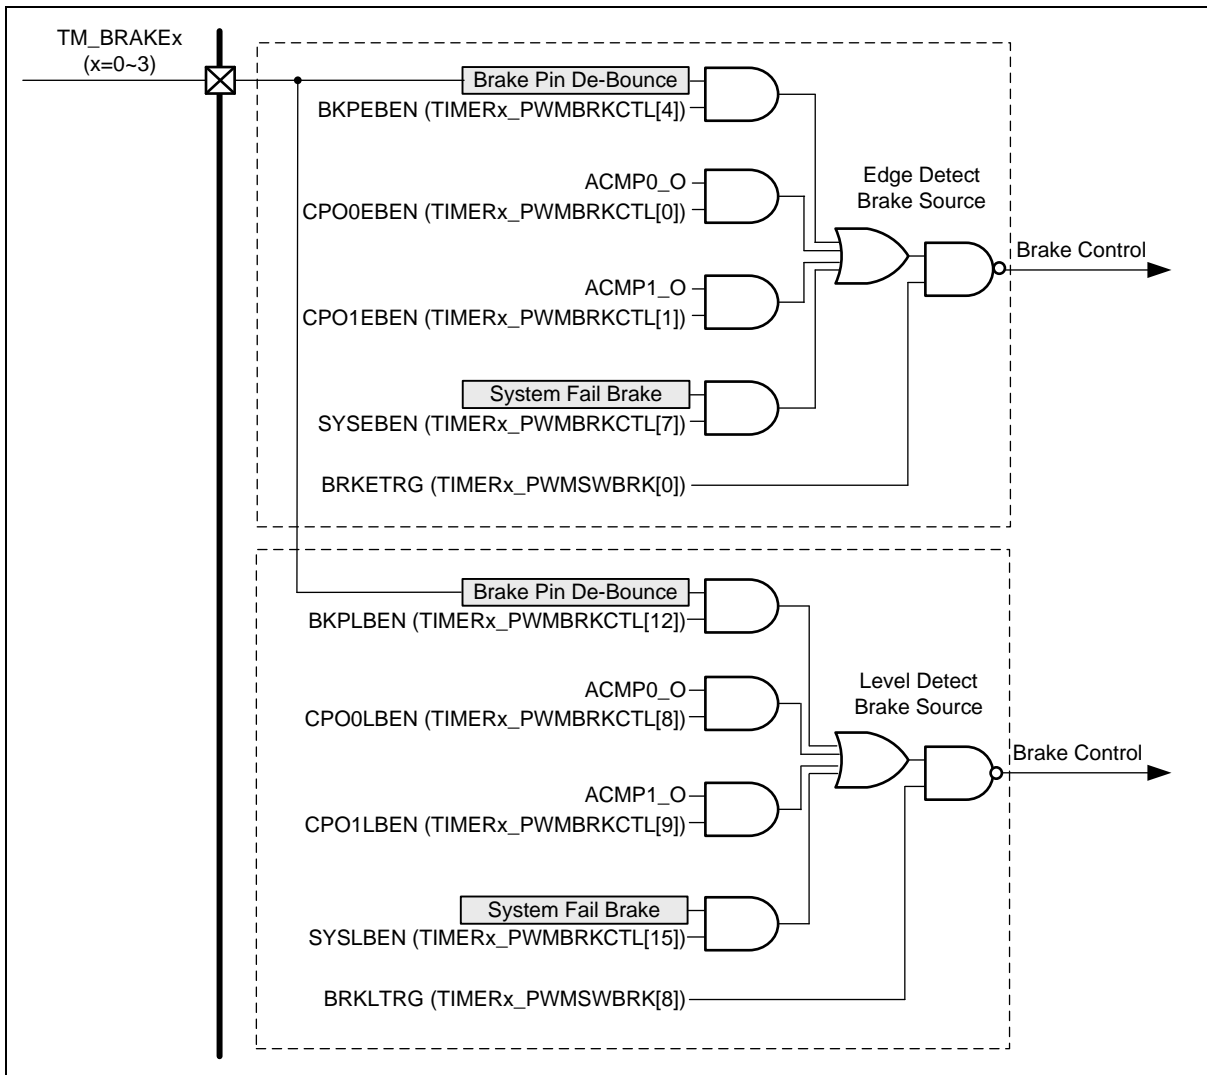 TM_BRAKEx
(x=0~3)
Brake Pin De-Bounce
BKPEBEN (TIMERx_PWMBRKCTL[4])
ACMP0_O
CPO0EBEN (TIMERx_PWMBRKCTL[0])
Edge Detect
Brake Source
Brake Control
ACMP1_O
CPO1EBEN (TIMERx_PWMBRKCTL[1])
System Fail Brake
SYSEBEN (TIMERx_PWMBRKCTL[7])
BRKETRG (TIMERx_PWMSWBRK[0])
Brake Pin De-Bounce
BKPLBEN (TIMERx_PWMBRKCTL[12])
ACMP0_O
CPO0LBEN (TIMERx_PWMBRKCTL[8])
Level Detect
Brake Source
Brake Control
ACMP1_O
CPO1LBEN (TIMERx_PWMBRKCTL[9])
System Fail Brake
SYSLBEN (TIMERx_PWMBRKCTL[15])
BRKLTRG (TIMERx_PWMSWBRK[8])